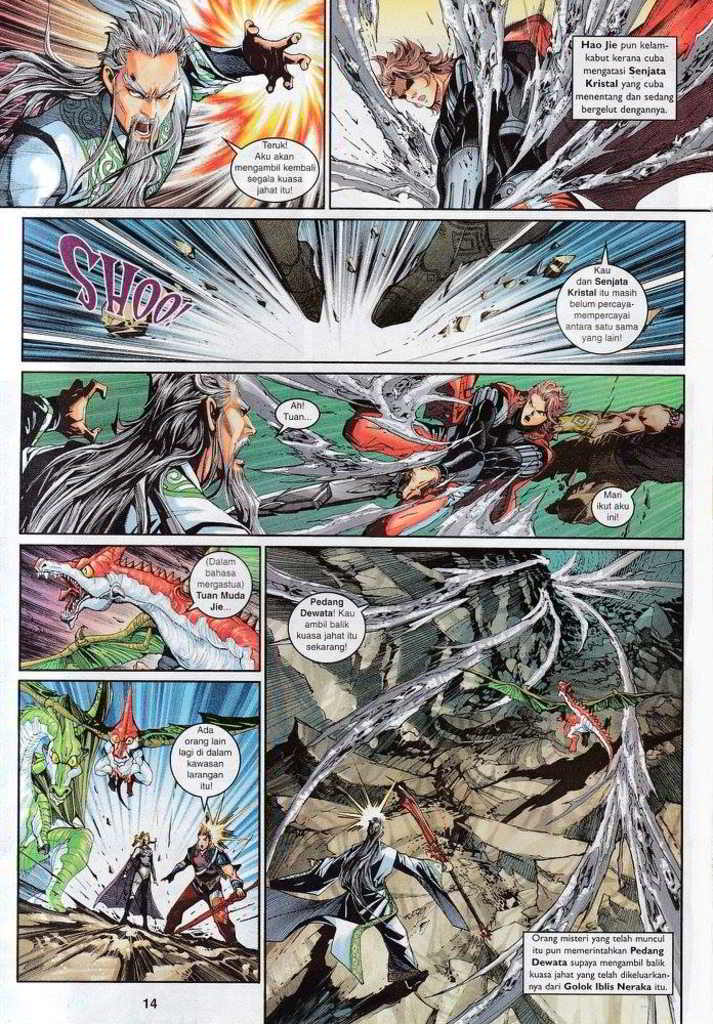 Teruk!
Aku akan
mengambil kembali
segala kuasa
jahat itu!
Hao Jie pun kelam-
kabut kerana cuba
mengatasi Senjata
Kristal yang cuba
menentang dan sedang
bergelut dengannya.
SHOO!
Kau
dan Senjata
Kristal itu masih
belum percaya-
mempercayai
antara satu sama
yang lain!
Ah!
Tuan...
Mari
ikut aku
ini!
(Dalam
bahasa
mergastua)
Tuan Muda
Jie...
Pedang
Dewata! Kau
ambil balik
kuasa jahat itu
sekarang!
Ada
orang lain
lagi di dalam
kawasan
larangan
itu!
Orang misteri yang telah muncul
itu pun memerintahkan Pedang
Dewata supaya mengambil balik
kuasa jahat yang telah dikeluarkan-
nya dari Golok Iblis Neraka itu.
14